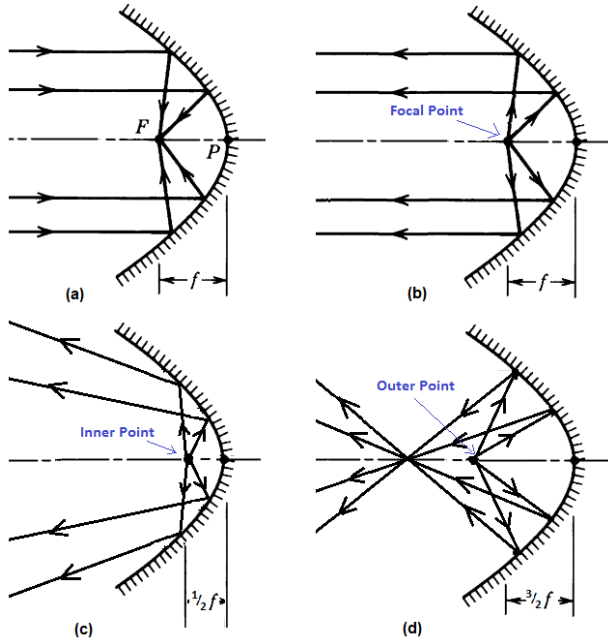 F
P
f
(a)
Focal Point
f
(b)
Inner Point
1/2 f
(c)
Outer Point
3/2 f
(d)